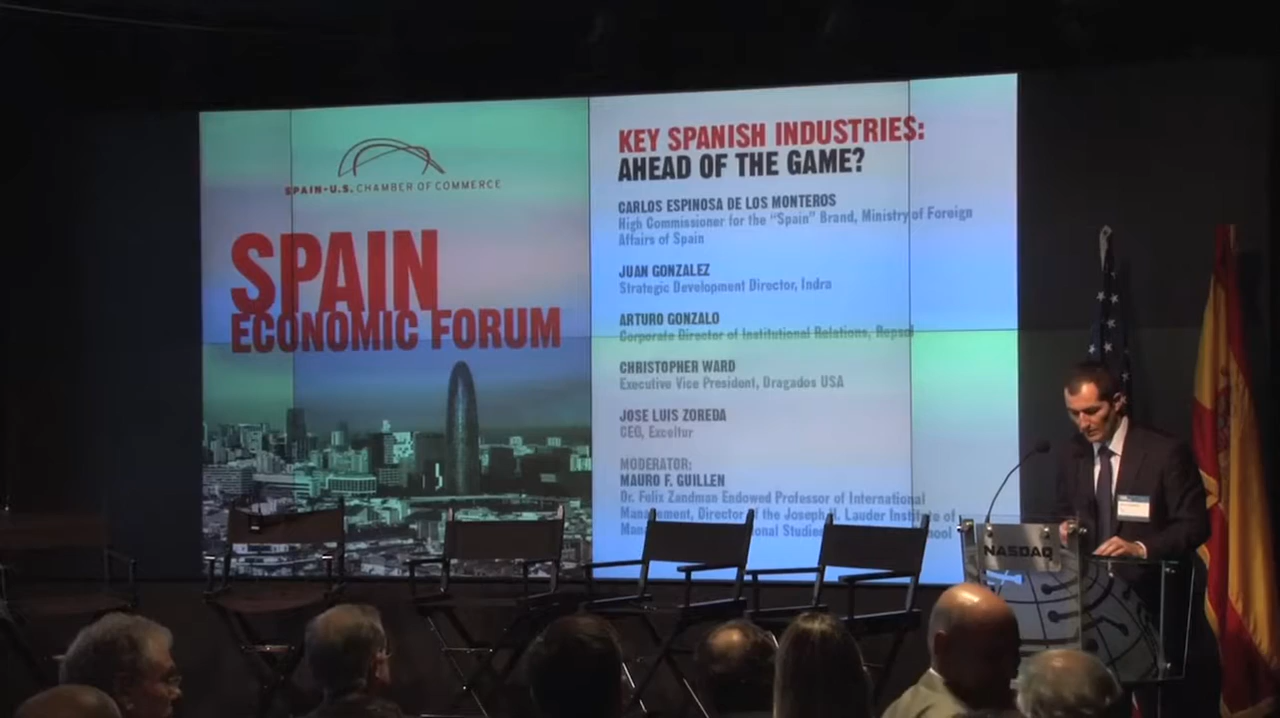 SPAIN-U.S. CHAMBER OF COMMERCE
SPAIN
ECONOMIC FORUM
KEY SPANISH INDUSTRIES:
AHEAD OF THE GAME?
CARLOS ESPINOSA DE LOS MONTEROS
High Commissioner for the “Spain” Brand, Ministry of Foreign
Affairs of Spain
JUAN GONZALEZ
Strategic Development Director, Indra
ARTURO GONZALO
Corporate Director of Institutional Relations, Repsol
CHRISTOPHER WARD
Executive Vice President, Dragados USA
JOSE LUIS ZOREDA
CEO, Exceltur
MODERATOR:
MAURO F. GUILLEN
Dr. Felix Zandman Endowed Professor of International
Management, Director of the Joseph H. Lauder Institute of
NASDAQ